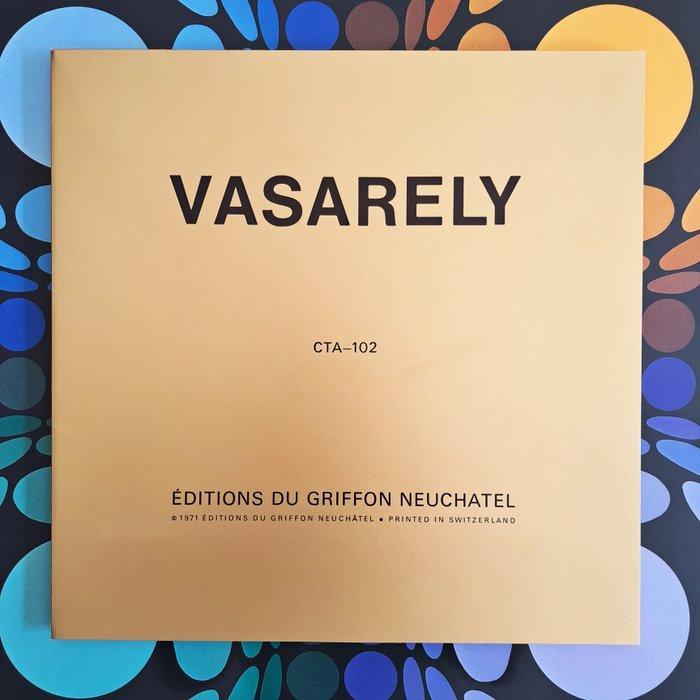 VASARELY
CTA–102
ÉDITIONS DU GRIFFON NEUCHATEL
© 1971 ÉDITIONS DU GRIFFON NEUCHÂTEL • PRINTED IN SWITZERLAND